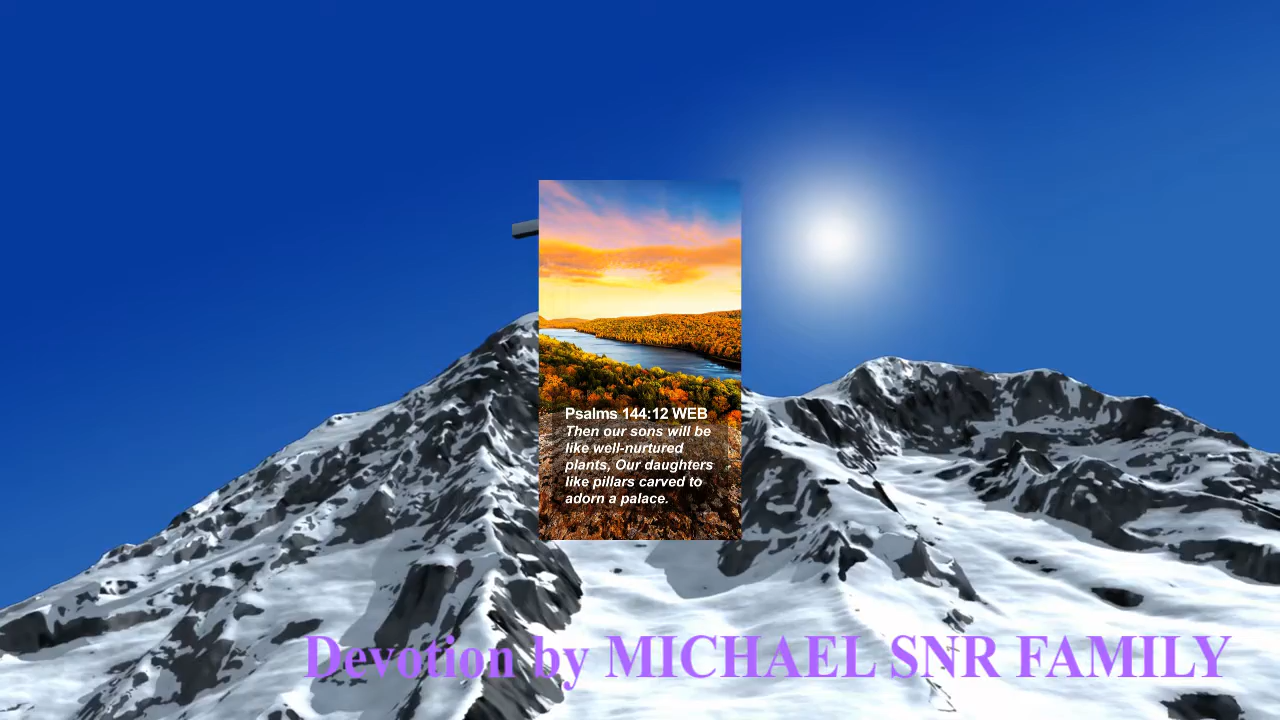 Psalms 144:12 WEB
Then our sons will be
like well-nurtured
plants, Our daughters
like pillars carved to
adorn a palace.
Devotion by MICHAEL SNR FAMILY